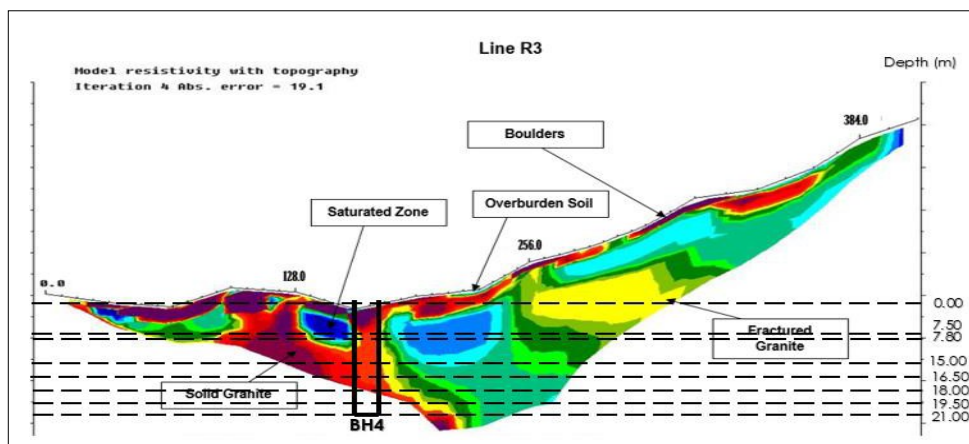 Line R3
Model resistivity with topography
Iteration 4 Abs. error = 19.1
Depth (m)
384.0
Boulders
Saturated Zone
Overburden Soil
256.0
128.0
0.0
0.00
7.50
7.80
Fractured
Granite
15.00
Solid Granite
16.50
18.00
19.50
21.00
BH4